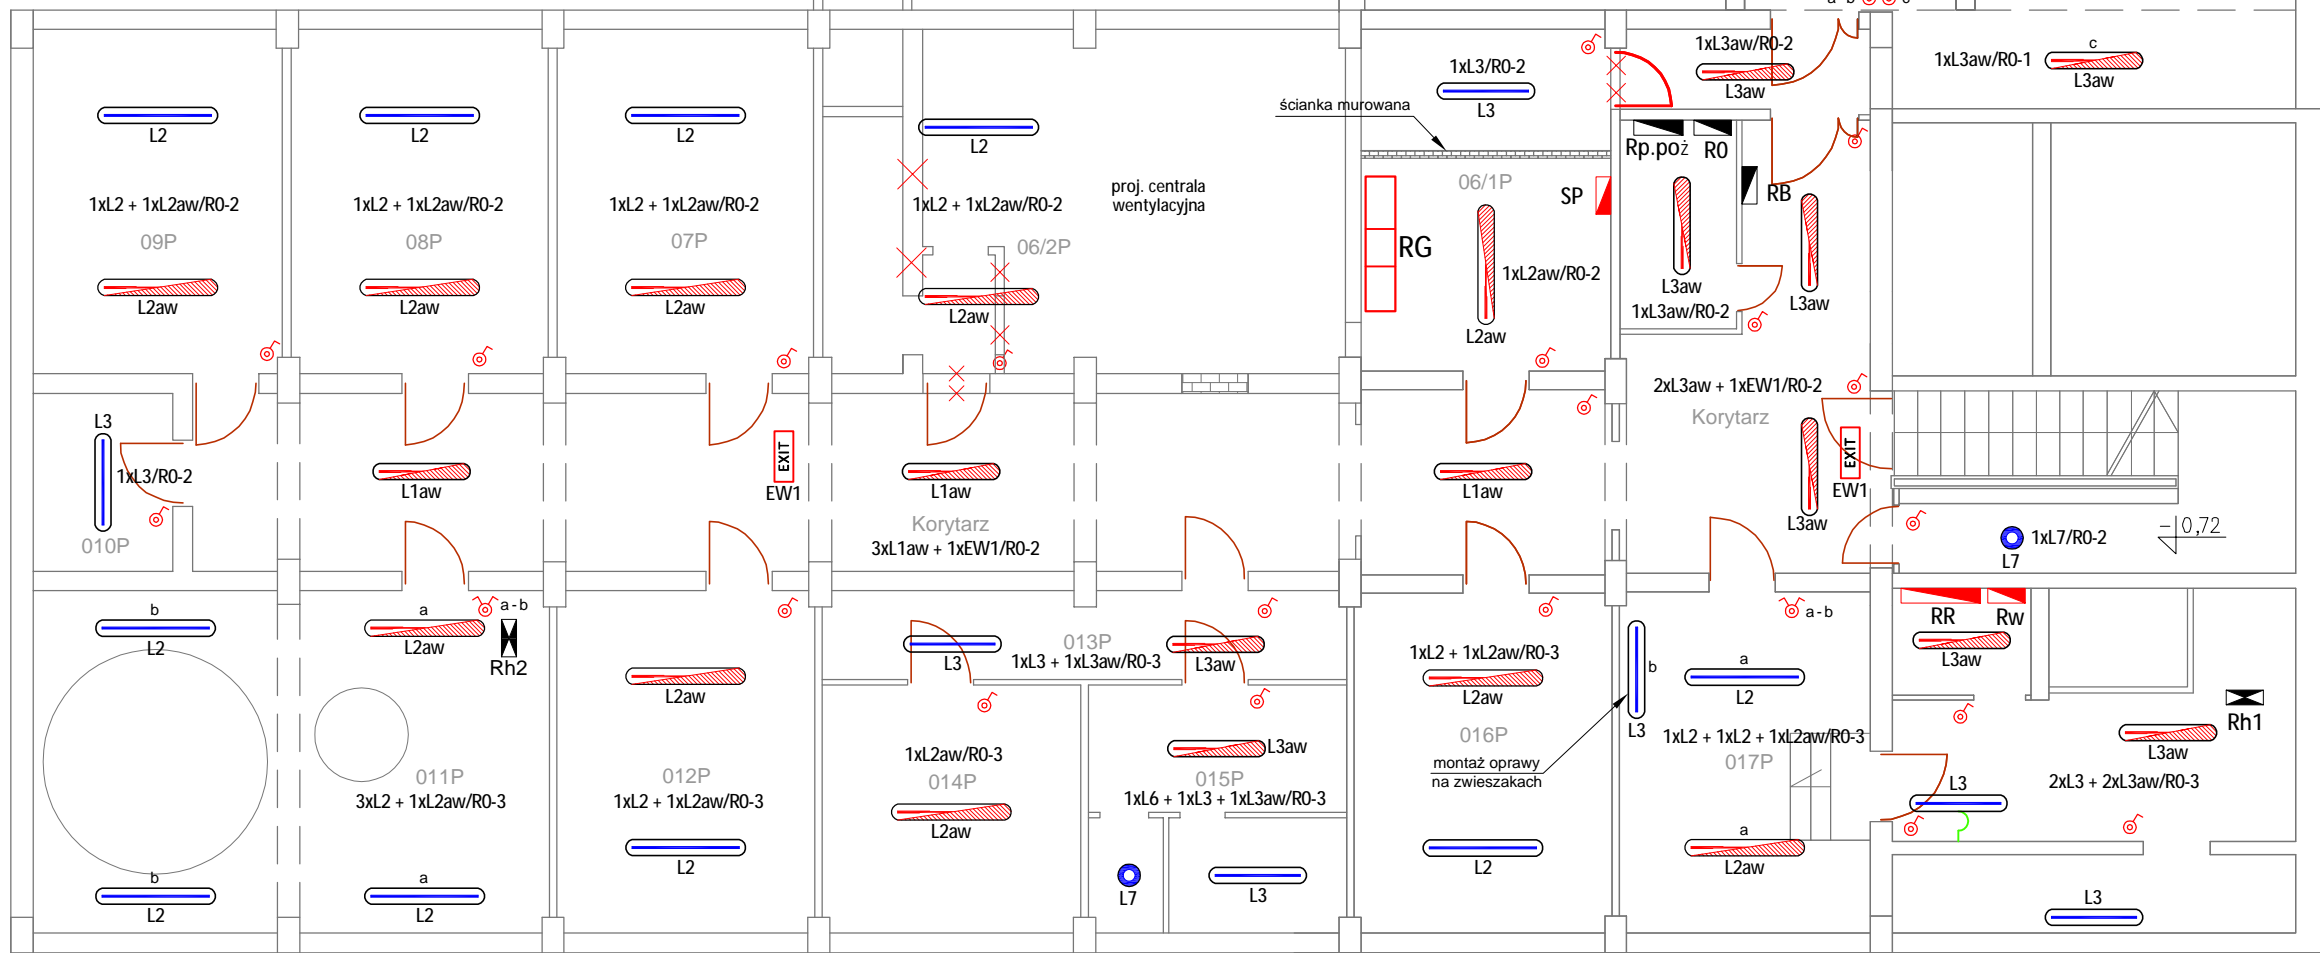 a-b
c
1xL3aw/R0-2
L3aw
1xL3aw/R0-1
c
L3aw
1xL3/R0-2
L3
ścianka murowana
L2
L2
L2
L2
1xL2 + 1xL2aw/R0-2
09P
L2aw
1xL2 + 1xL2aw/R0-2
08P
L2aw
1xL2 + 1xL2aw/R0-2
07P
L2aw
1xL2 + 1xL2aw/R0-2
06/2P
L2aw
proj. centrala
wentylacyjna
06/1P
SP
RG
1xL2aw/R0-2
L2aw
Rp.poż
R0
RB
L3aw
1xL3aw/R0-2
L3aw
2xL3aw + 1xEW1/R0-2
Korytarz
L3aw
EXIT
EW1
L3
1xL3/R0-2
010P
L1aw
EXIT
EW1
L1aw
Korytarz
3xL1aw + 1xEW1/R0-2
L1aw
1xL7/R0-2
L7
-0,72
b
L2
a
L2aw
a-b
Rh2
011P
3xL2 + 1xL2aw/R0-3
b
L2
a
L2
L2aw
012P
1xL2 + 1xL2aw/R0-3
L2
L3
013P
1xL3 + 1xL3aw/R0-3
L3aw
1xL2aw/R0-3
014P
L2aw
L3aw
015P
1xL6 + 1xL3 + 1xL3aw/R0-3
L7
L3
1xL2 + 1xL2aw/R0-3
L2aw
016P
montaż oprawy
na zwieszakach
L2
b
L3
a-b
a
L2
1xL2 + 1xL2 + 1xL2aw/R0-3
017P
a
L2aw
RR
Rw
L3aw
Rh1
L3aw
L3
2xL3 + 2xL3aw/R0-3
L3